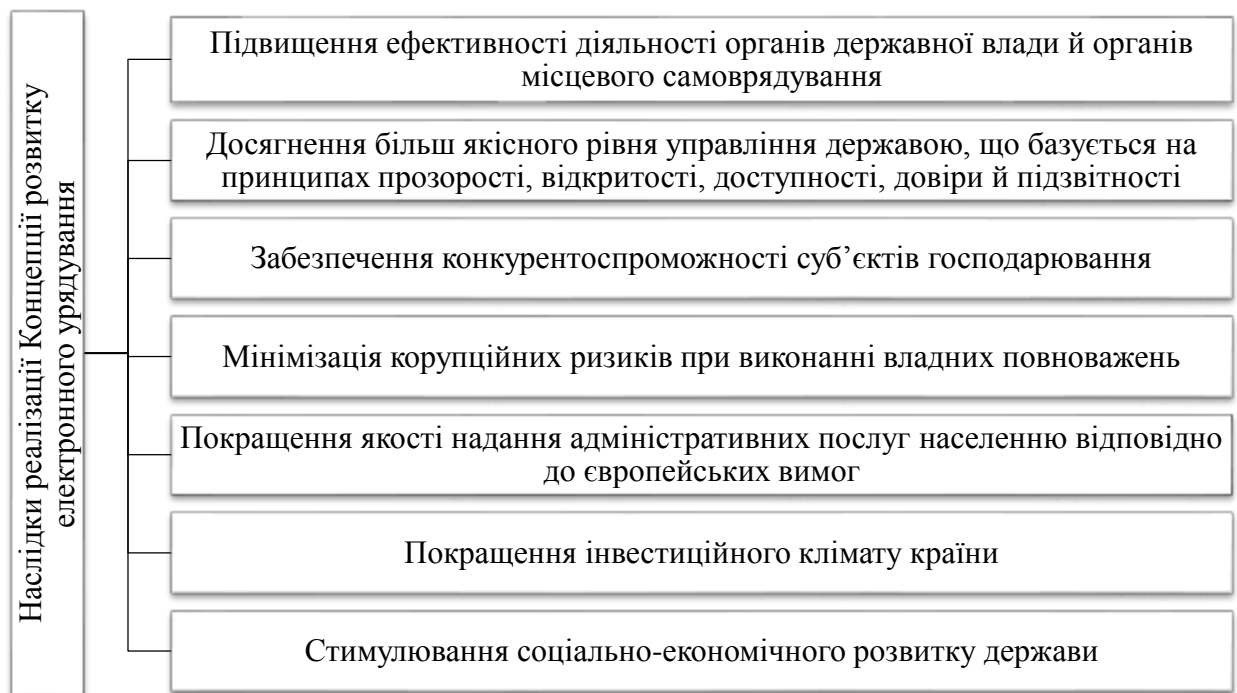 Наслідки реалізації Концепції розвитку
електронного урядування
Підвищення ефективності діяльності органів державної влади й органів
місцевого самоврядування
Досягнення більш якісного рівня управління державою, що базується на
принципах прозорості, відкритості, доступності, довіри й підзвітності
Забезпечення конкурентоспроможності суб’єктів господарювання
Мінімізація корупційних ризиків при виконанні владних повноважень
Покращення якості надання адміністративних послуг населенню відповідно
до європейських вимог
Покращення інвестиційного клімату країни
Стимулювання соціально-економічного розвитку держави